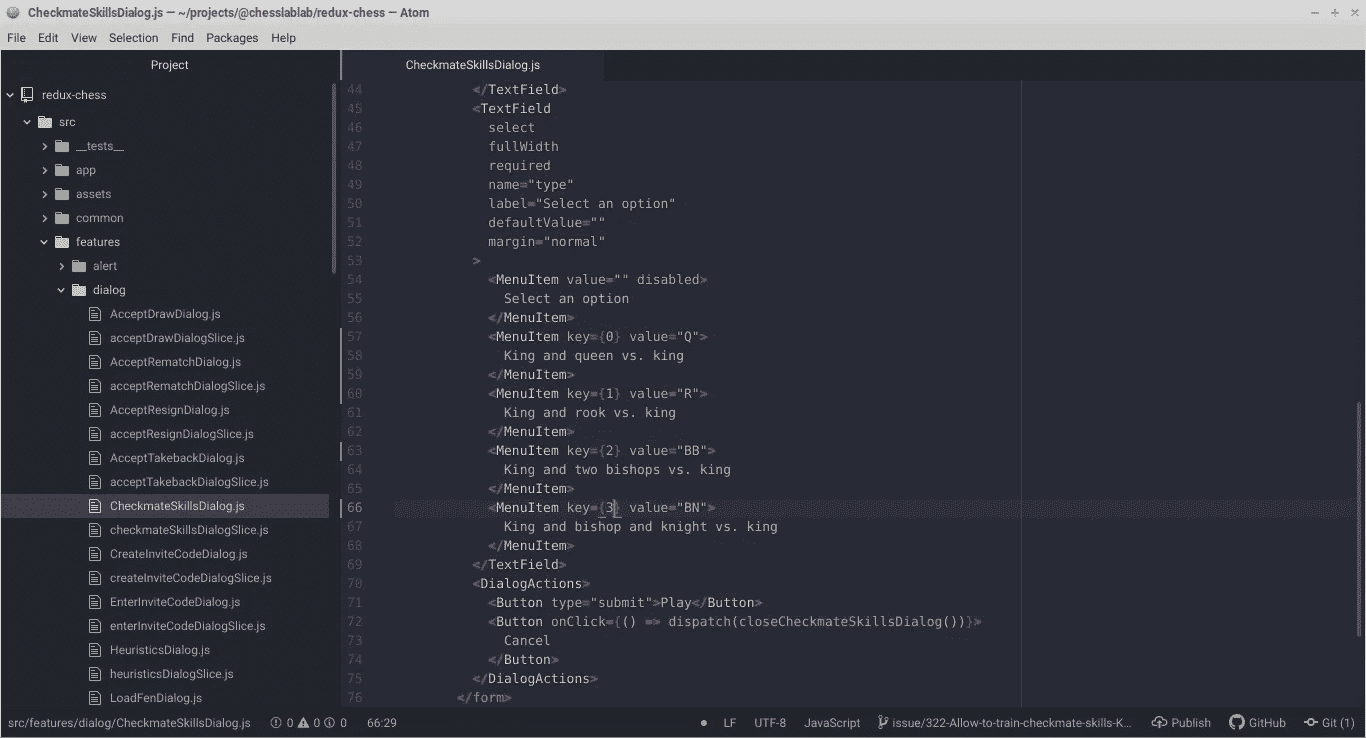 CheckmateSkillsDialog.js — ~/projects/@chesslablab/redux-chess — Atom
File Edit View Selection Find Packages Help
Project
redux-chess
src
__tests__
app
assets
common
features
alert
dialog
AcceptDrawDialog.js
acceptDrawDialogSlice.js
AcceptRematchDialog.js
acceptRematchDialogSlice.js
AcceptResignDialog.js
acceptResignDialogSlice.js
AcceptTakebackDialog.js
acceptTakebackDialogSlice.js
CheckmateSkillsDialog.js
checkmateSkillsDialogSlice.js
CreateInviteCodeDialog.js
createInviteCodeDialogSlice.js
EnterInviteCodeDialog.js
enterInviteCodeDialogSlice.js
HeuristicsDialog.js
heuristicsDialogSlice.js
LoadFenDialog.js
CheckmateSkillsDialog.js
44 </TextField>
45 <TextField
46 select
47 fullWidth
48 required
49 name="type"
50 label="Select an option"
51 defaultValue=""
52 margin="normal"
53 >
54 <MenuItem value="" disabled>
55 Select an option
56 </MenuItem>
57 <MenuItem key={0} value="Q">
58 King and queen vs. king
59 </MenuItem>
60 <MenuItem key={1} value="R">
61 King and rook vs. king
62 </MenuItem>
63 <MenuItem key={2} value="BB">
64 King and two bishops vs. king
65 </MenuItem>
66 <MenuItem key={3} value="BN">
67 King and bishop and knight vs. king
68 </MenuItem>
69 </TextField>
70 <DialogActions>
71 <Button type="submit">Play</Button>
72 <Button onClick={() => dispatch(closeCheckmateSkillsDialog())}>
73 Cancel
74 </Button>
75 </DialogActions>
76 </form>
src/features/dialog/CheckmateSkillsDialog.js 0 0 0 66:29 LF UTF-8 JavaScript issue/322-Allow-to-train-checkmate-skills-K... Publish GitHub Git (1)